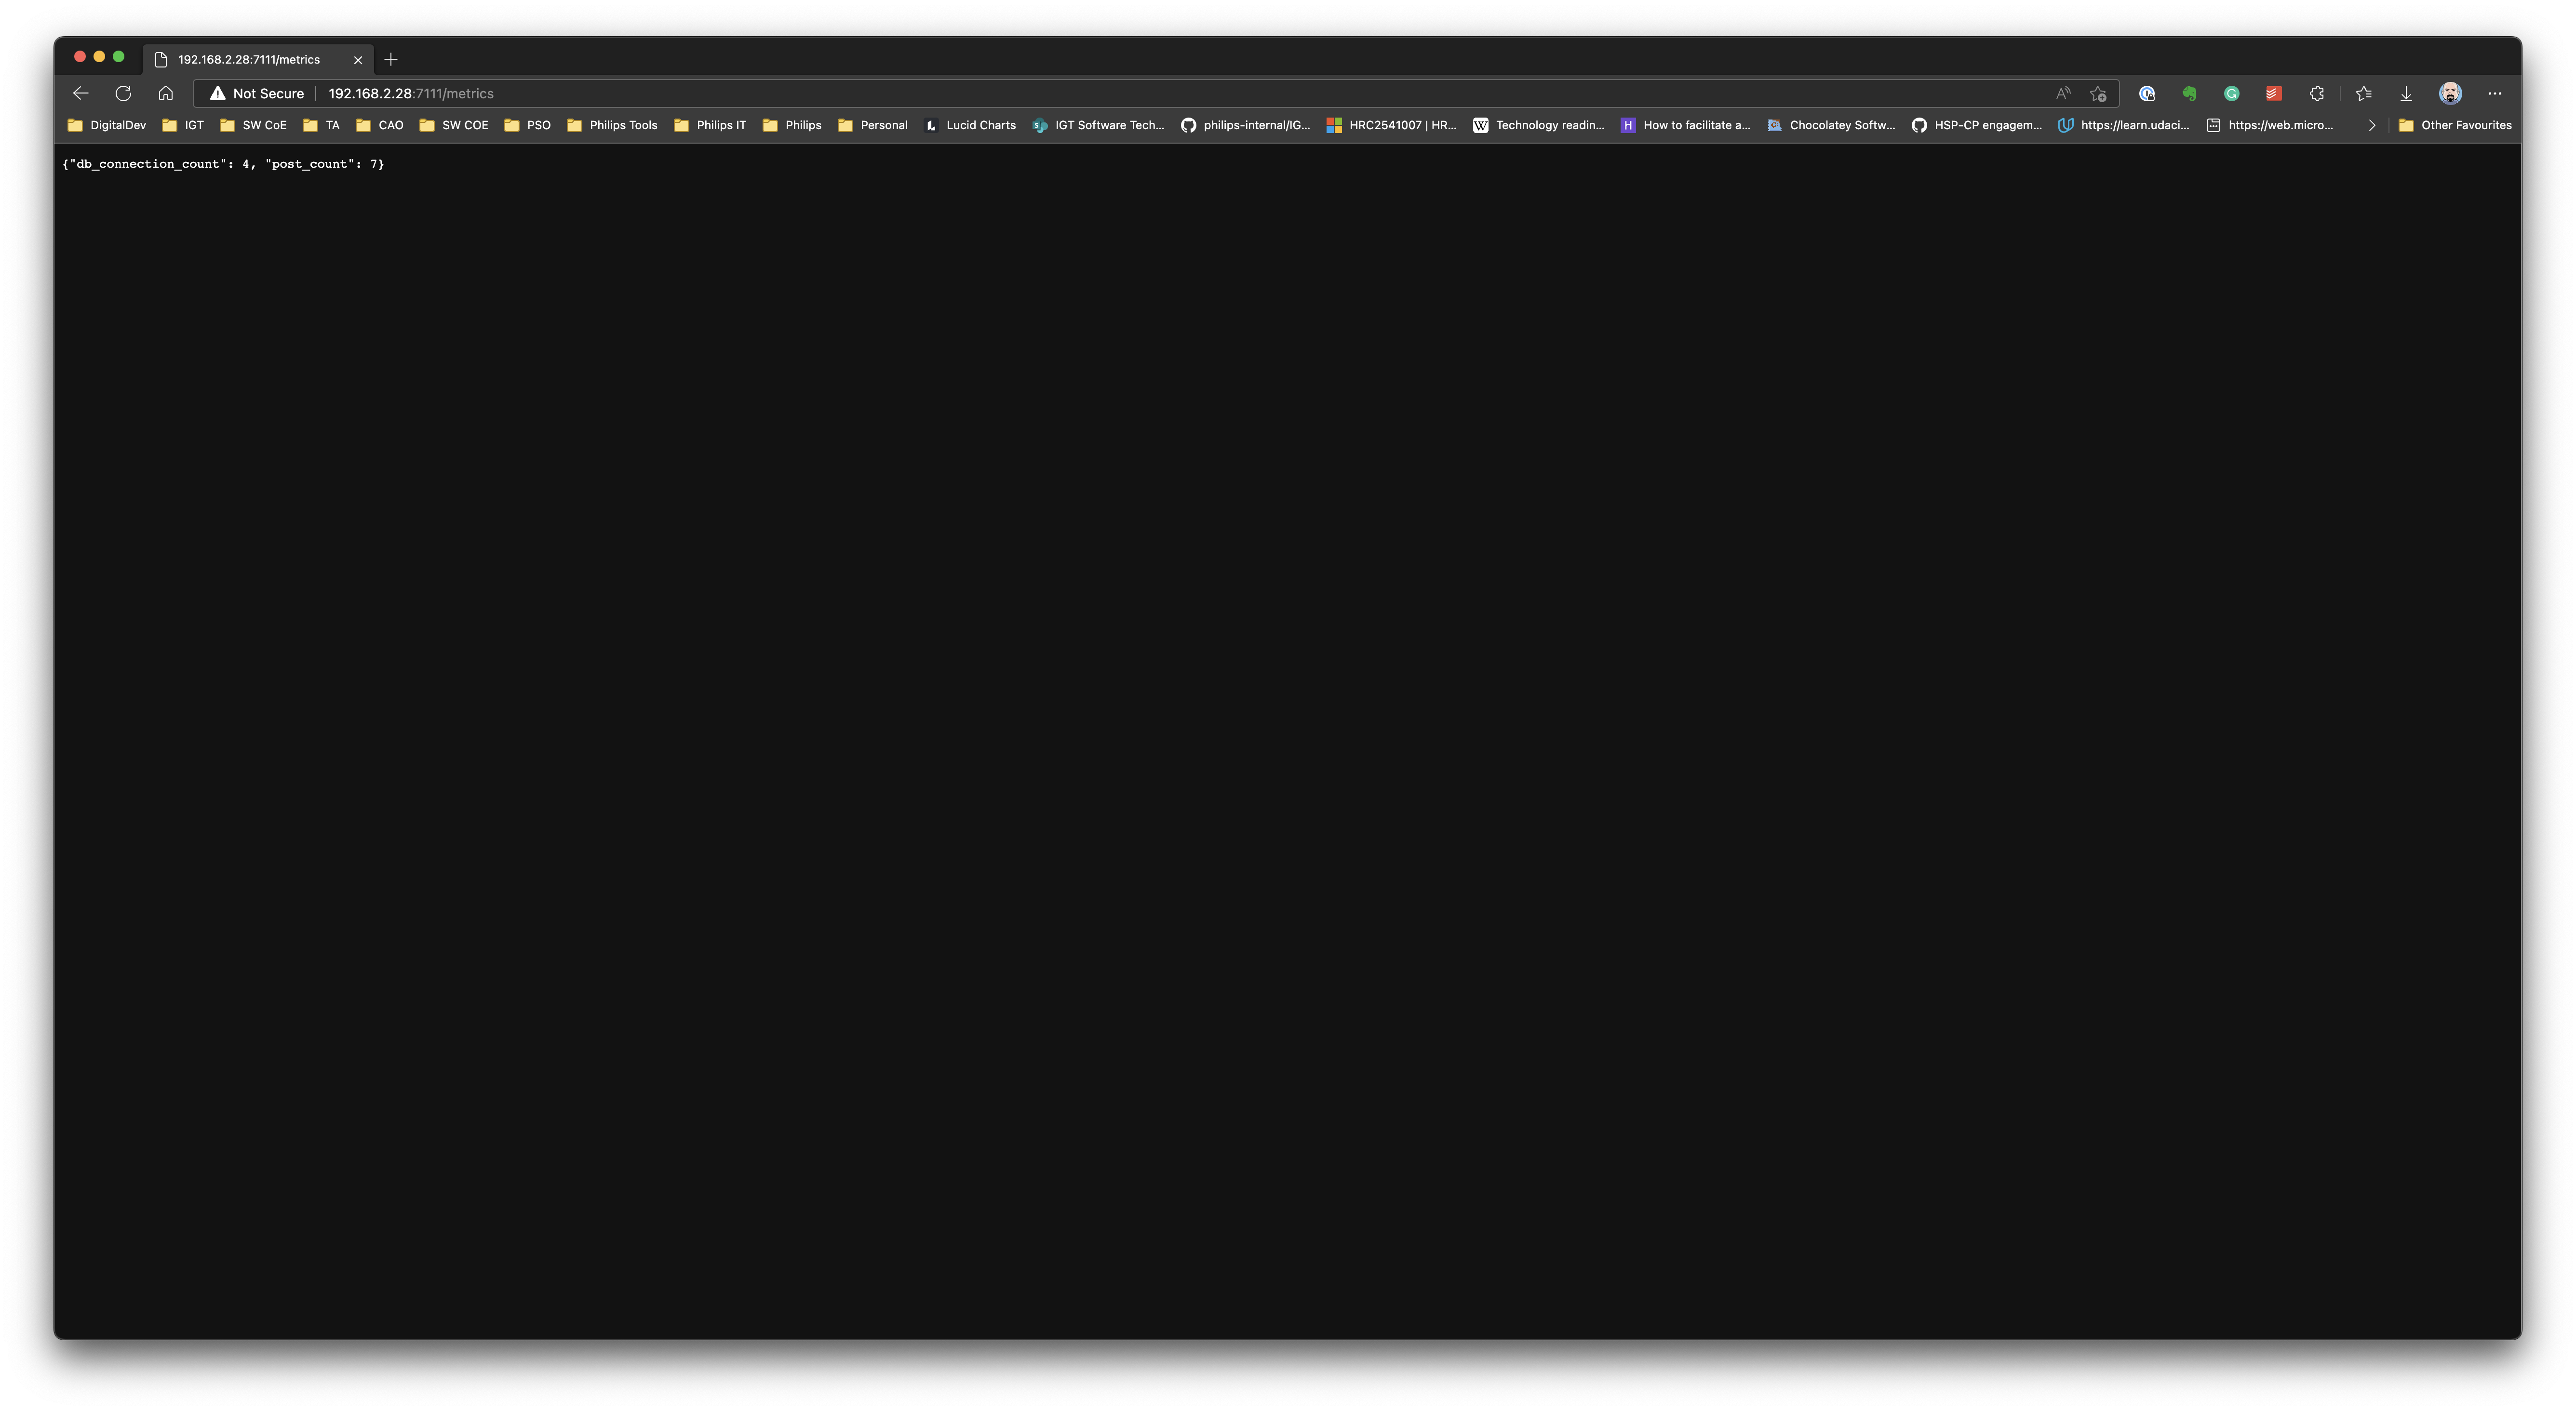 192.168.2.28:7111/metrics
Not Secure 192.168.2.28:7111/metrics
DigitalDev IGT SW CoE TA CAO SW COE PSO Philips Tools Philips IT Philips Personal Lucid Charts IGT Software Tech... philips-internal/IG... HRC2541007 | HR... Technology readin... How to facilitate a... Chocolatey Softw... HSP-CP engagem... https://learn.udaci... https://web.micro... Other Favourites
{"db_connection_count": 4, "post_count": 7}